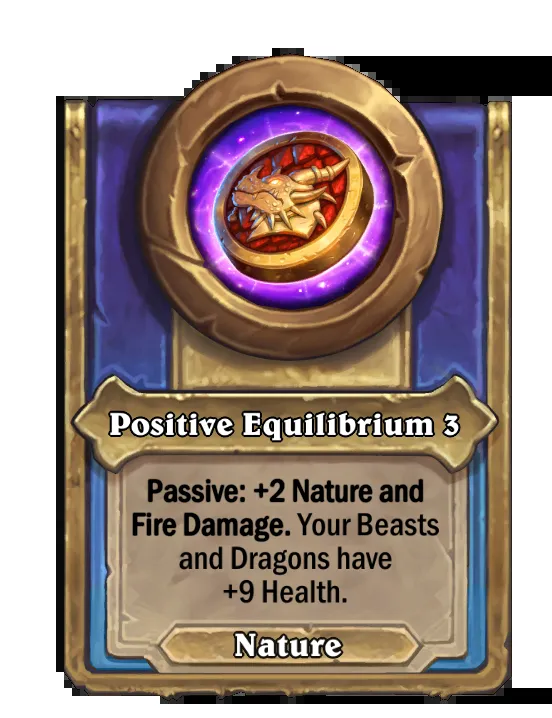 Positive Equilibrium 3
Passive: +2 Nature and
Fire Damage. Your Beasts
and Dragons have
+9 Health.
Nature